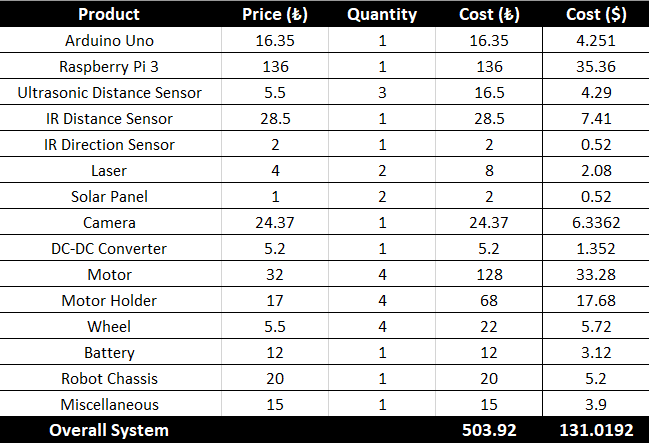 Product Price (₺) Quantity Cost (₺) Cost ($)
Arduino Uno 16.35 1 16.35 4.251
Raspberry Pi 3 136 1 136 35.36
Ultrasonic Distance Sensor 5.5 3 16.5 4.29
IR Distance Sensor 28.5 1 28.5 7.41
IR Direction Sensor 2 1 2 0.52
Laser 4 2 8 2.08
Solar Panel 1 2 2 0.52
Camera 24.37 1 24.37 6.3362
DC-DC Converter 5.2 1 5.2 1.352
Motor 32 4 128 33.28
Motor Holder 17 4 68 17.68
Wheel 5.5 4 22 5.72
Battery 12 1 12 3.12
Robot Chassis 20 1 20 5.2
Miscellaneous 15 1 15 3.9
Overall System 503.92 131.0192